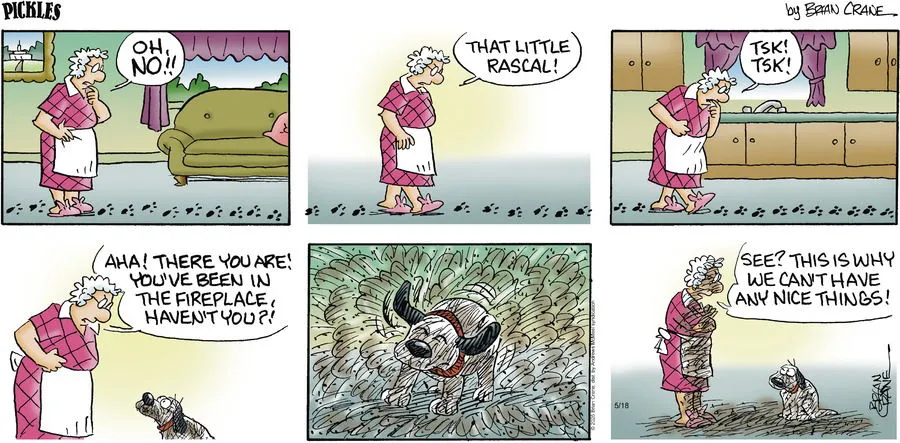 PICKLES
by BRIAN CRANE
OH,
NO!!
THAT LITTLE
RASCAL!
TSK!
TSK!
AHA! THERE YOU ARE!
YOU'VE BEEN IN
THE FIREPLACE,
HAVEN'T YOU?!
SEE? THIS IS WHY
WE CAN'T HAVE
ANY NICE THINGS!
5/18
BRIAN
CRANE